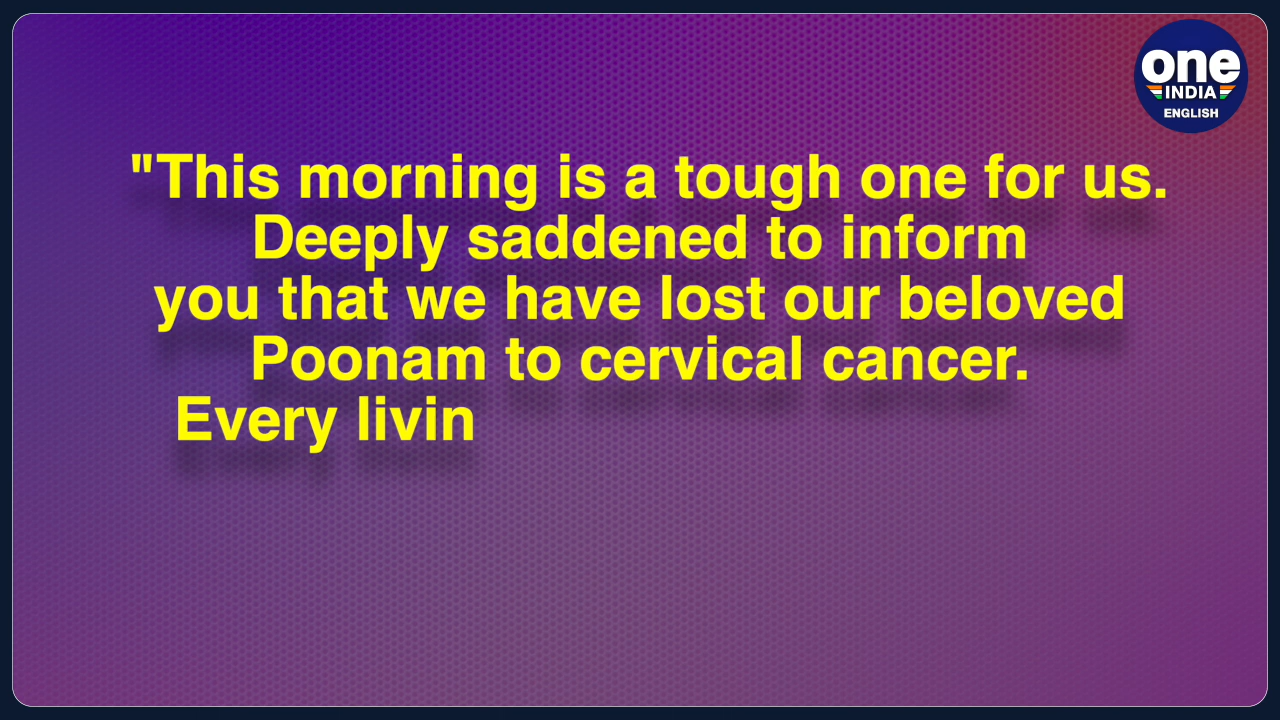 one
INDIA
ENGLISH
"This morning is a tough one for us.
Deeply saddened to inform
you that we have lost our beloved
Poonam to cervical cancer.
Every livin